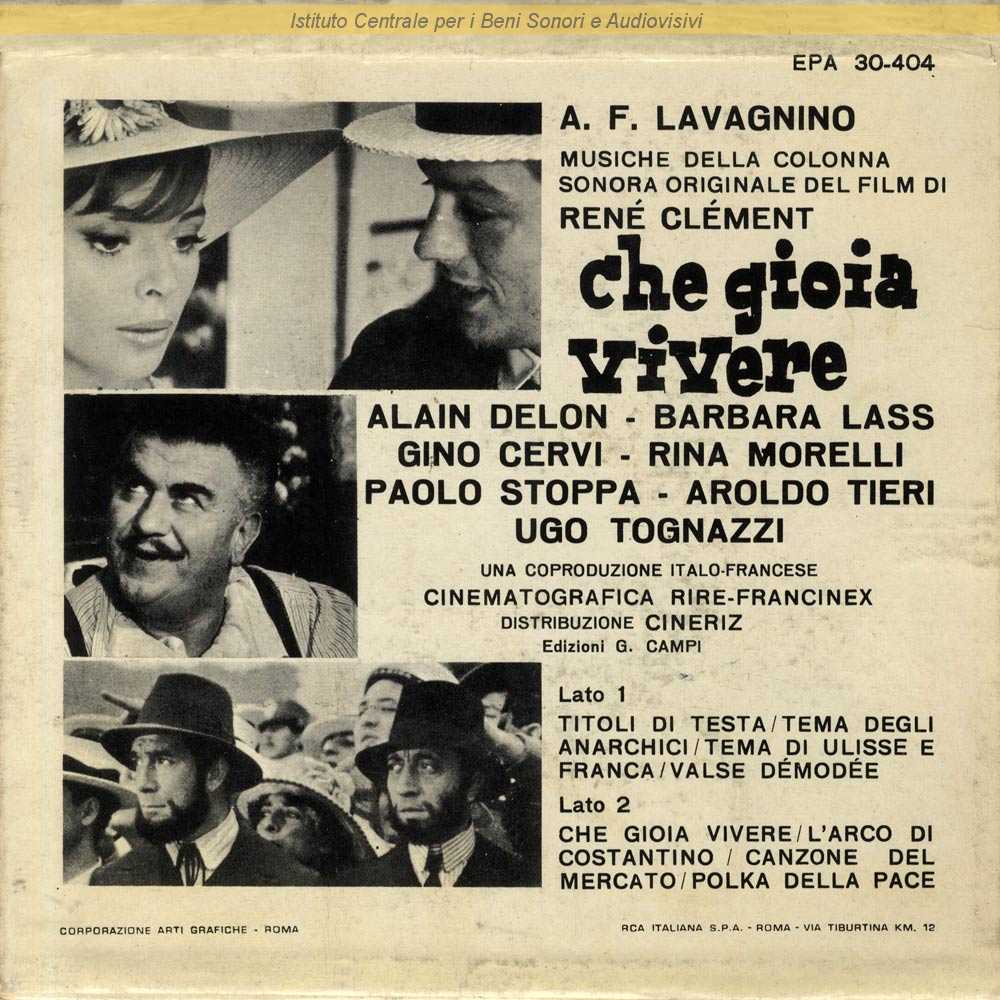 Istituto Centrale per i Beni Sonori e Audiovisivi
EPA 30-404
A. F. LAVAGNINO
MUSICHE DELLA COLONNA
SONORA ORIGINALE DEL FILM DI
RENÉ CLÉMENT
che gioia
vivere
ALAIN DELON - BARBARA LASS
GINO CERVI - RINA MORELLI
PAOLO STOPPA - AROLDO TIERI
UGO TOGNAZZI
UNA COPRODUZIONE ITALO-FRANCESE
CINEMATOGRAFICA RIRE-FRANCINEX
DISTRIBUZIONE CINERIZ
Edizioni G. CAMPI
Lato 1
TITOLI DI TESTA/TEMA DEGLI
ANARCHICI/TEMA DI ULISSE E
FRANCA/VALSE DÉMODÉE
Lato 2
CHE GIOIA VIVERE/L'ARCO DI
COSTANTINO / CANZONE DEL
MERCATO/POLKA DELLA PACE
CORPORAZIONE ARTI GRAFICHE - ROMA
RCA ITALIANA S.P.A. - ROMA - VIA TIBURTINA KM. 12